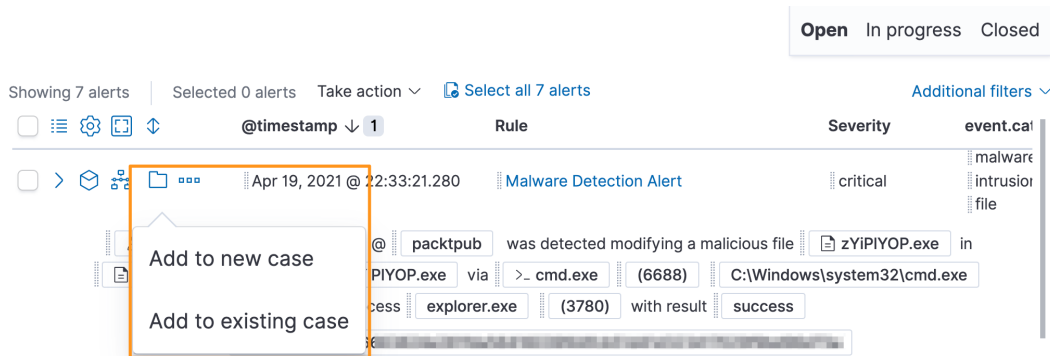 Open In progress Closed
Showing 7 alerts Selected 0 alerts Take action Select all 7 alerts Additional filters
@timestamp 1 Rule Severity event.cat
malware
Apr 19, 2021 @ 22:33:21.280 Malware Detection Alert critical intrusion
file
@ packtpub was detected modifying a malicious file zYiPlYOP.exe in
Add to new case
PlYOP.exe via >_ cmd.exe (6688) C:\Windows\system32\cmd.exe
cess explorer.exe (3780) with result success
Add to existing case